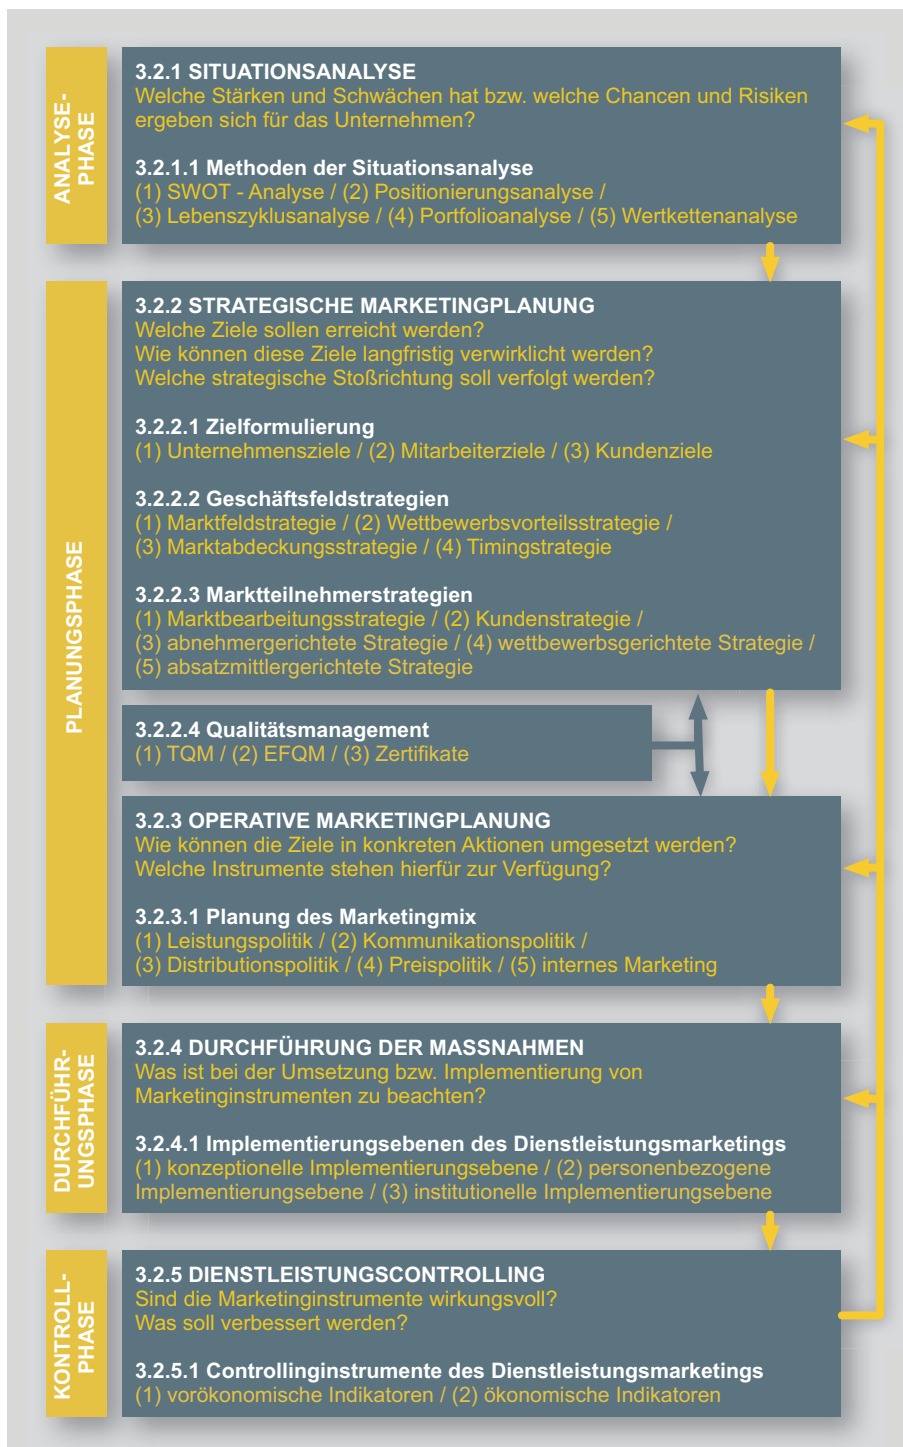 ANALYSE-
PHASE
3.2.1 SITUATIONSANALYSE
Welche Stärken und Schwächen hat bzw. welche Chancen und Risiken
ergeben sich für das Unternehmen?
3.2.1.1 Methoden der Situationsanalyse
(1) SWOT - Analyse / (2) Positionierungsanalyse /
(3) Lebenszyklusanalyse / (4) Portfolioanalyse / (5) Wertkettenanalyse
PLANUNGSPHASE
3.2.2 STRATEGISCHE MARKETINGPLANUNG
Welche Ziele sollen erreicht werden?
Wie können diese Ziele langfristig verwirklicht werden?
Welche strategische Stoßrichtung soll verfolgt werden?
3.2.2.1 Zielformulierung
(1) Unternehmensziele / (2) Mitarbeiterziele / (3) Kundenziele
3.2.2.2 Geschäftsfeldstrategien
(1) Marktfeldstrategie / (2) Wettbewerbsvorteilsstrategie /
(3) Marktabdeckungsstrategie / (4) Timingstrategie
3.2.2.3 Marktteilnehmerstrategien
(1) Marktbearbeitungsstrategie / (2) Kundenstrategie /
(3) abnehmergerichtete Strategie / (4) wettbewerbsgerichtete Strategie /
(5) absatzmittlergerichtete Strategie
3.2.2.4 Qualitätsmanagement
(1) TQM / (2) EFQM / (3) Zertifikate
3.2.3 OPERATIVE MARKETINGPLANUNG
Wie können die Ziele in konkreten Aktionen umgesetzt werden?
Welche Instrumente stehen hierfür zur Verfügung?
3.2.3.1 Planung des Marketingmix
(1) Leistungspolitik / (2) Kommunikationspolitik /
(3) Distributionspolitik / (4) Preispolitik / (5) internes Marketing
DURCHFÜHR-
UNGSPHASE
3.2.4 DURCHFÜHRUNG DER MASSNAHMEN
Was ist bei der Umsetzung bzw. Implementierung von
Marketinginstrumenten zu beachten?
3.2.4.1 Implementierungsebenen des Dienstleistungsmarketings
(1) konzeptionelle Implementierungsebene / (2) personenbezogene
Implementierungsebene / (3) institutionelle Implementierungsebene
KONTROLL-
PHASE
3.2.5 DIENSTLEISTUNGSCONTROLLING
Sind die Marketinginstrumente wirkungsvoll?
Was soll verbessert werden?
3.2.5.1 Controllinginstrumente des Dienstleistungsmarketings
(1) vorökonomische Indikatoren / (2) ökonomische Indikatoren